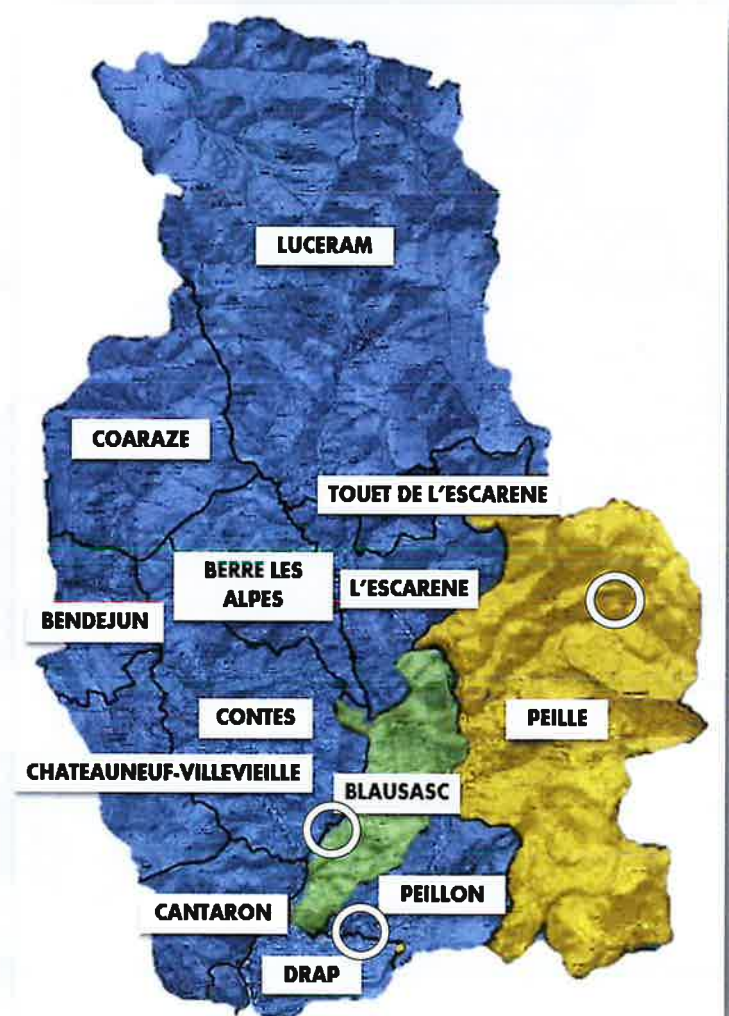 LUCERAM
COARAZE
TOUET DE L'ESCARENE
BERRE LES
ALPES
L'ESCARENE
BENDEJUN
CONTES
PEILLE
CHATEAUNEUF-VILLEVIEILLE
BLAUSASC
PEILLON
CANTARON
DRAP